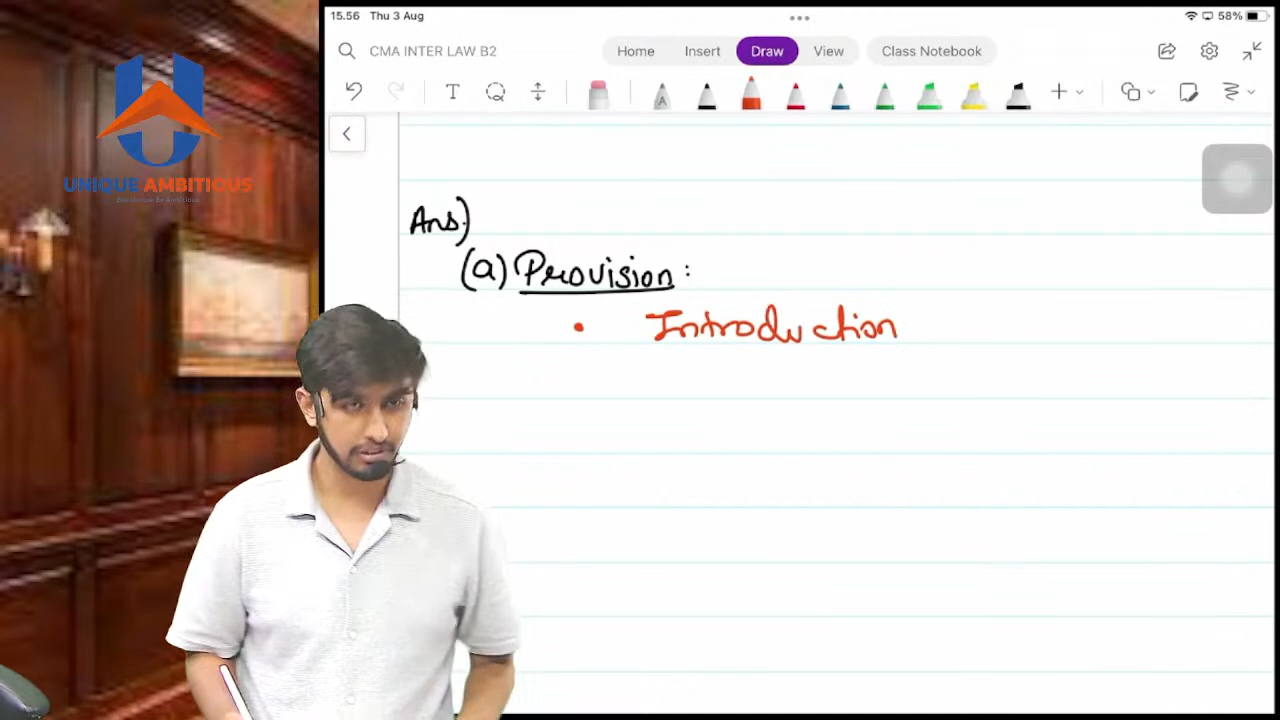 15.56 Thu 3 Aug
58%
CMA INTER LAW B2
Home Insert Draw View Class Notebook
UNIQUE AMBITIOUS
Ans.)
(a) Provision :
• Introduction